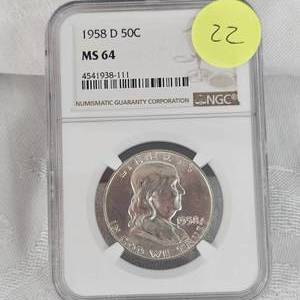 1958 D 50C
MS 64
4541938-111
NUMISMATIC GUARANTY CORPORATION
NGC
22
LIBERTY
1958
IN GOD WE TRUST